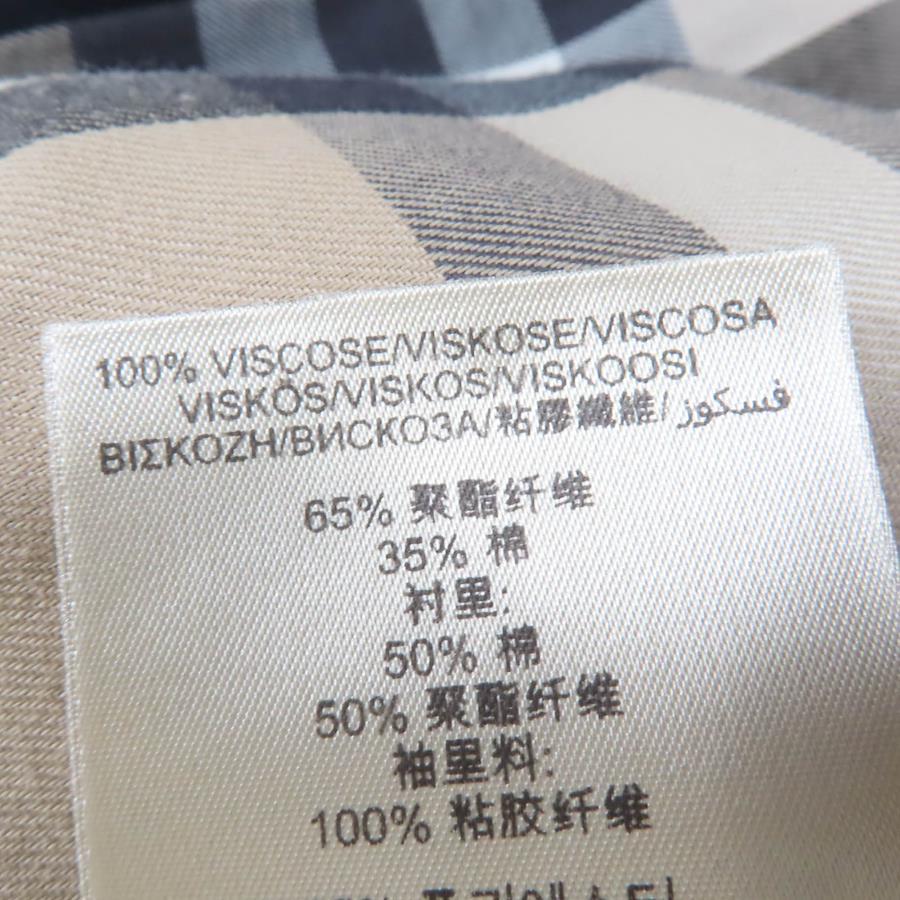 100% VISCOSE/VISKOSE/VISCOSA
VISKÓS/VISKOS/VISKOOSI
ΒΙΣΚΟΖΗ/ВИСКОЗА/粘膠纖維/فسكوز
65% 聚酯纤维
35% 棉
衬里:
50% 棉
50% 聚酯纤维
袖里料:
100% 粘胶纤维